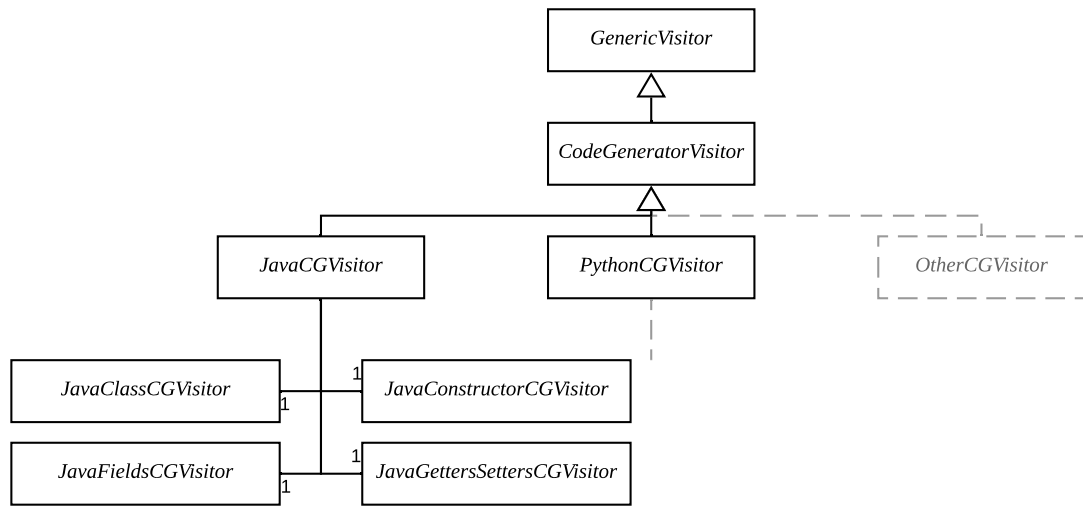 GenericVisitor
CodeGeneratorVisitor
JavaCGVisitor
PythonCGVisitor
OtherCGVisitor
JavaClassCGVisitor
1
1
JavaConstructorCGVisitor
JavaFieldsCGVisitor
1
1
JavaGettersSettersCGVisitor